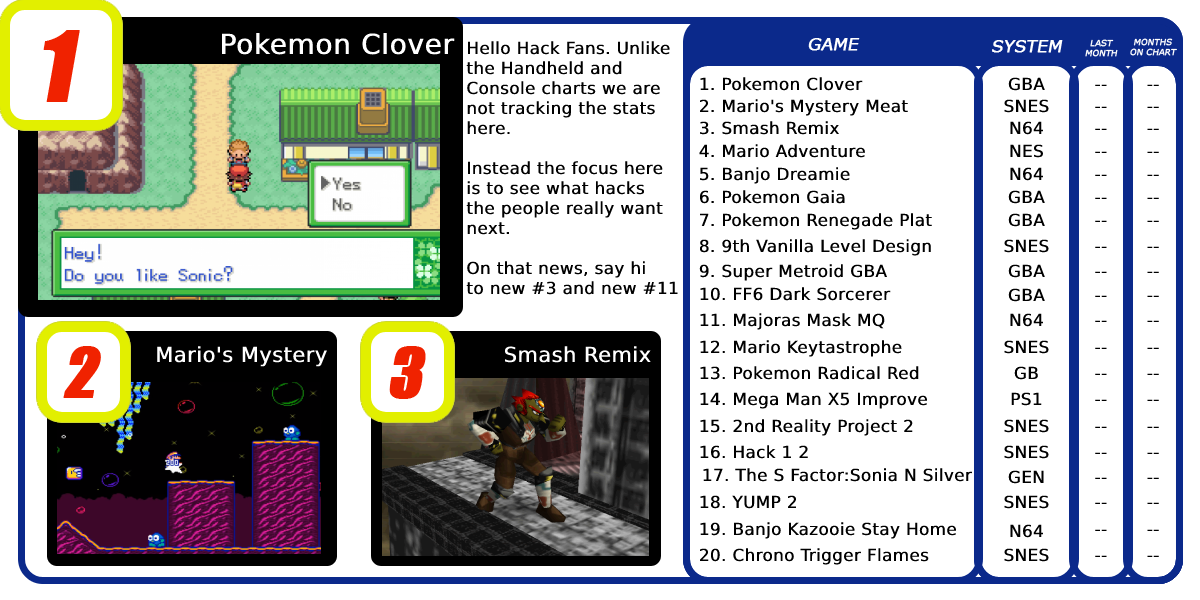 1
Pokemon Clover
Yes
No
Hey!
Do you like Sonic?
Hello Hack Fans. Unlike
the Handheld and
Console charts we are
not tracking the stats
here.
Instead the focus here
is to see what hacks
the people really want
next.
On that news, say hi
to new #3 and new #11
2
Mario's Mystery
3
Smash Remix
GAME SYSTEM LAST MONTH MONTHS ON CHART
1. Pokemon Clover GBA -- --
2. Mario's Mystery Meat SNES -- --
3. Smash Remix N64 -- --
4. Mario Adventure NES -- --
5. Banjo Dreamie N64 -- --
6. Pokemon Gaia GBA -- --
7. Pokemon Renegade Plat GBA -- --
8. 9th Vanilla Level Design SNES -- --
9. Super Metroid GBA GBA -- --
10. FF6 Dark Sorcerer GBA -- --
11. Majoras Mask MQ N64 -- --
12. Mario Keytastrophe SNES -- --
13. Pokemon Radical Red GB -- --
14. Mega Man X5 Improve PS1 -- --
15. 2nd Reality Project 2 SNES -- --
16. Hack 1 2 SNES -- --
17. The S Factor:Sonia N Silver GEN -- --
18. YUMP 2 SNES -- --
19. Banjo Kazooie Stay Home N64 -- --
20. Chrono Trigger Flames SNES -- --